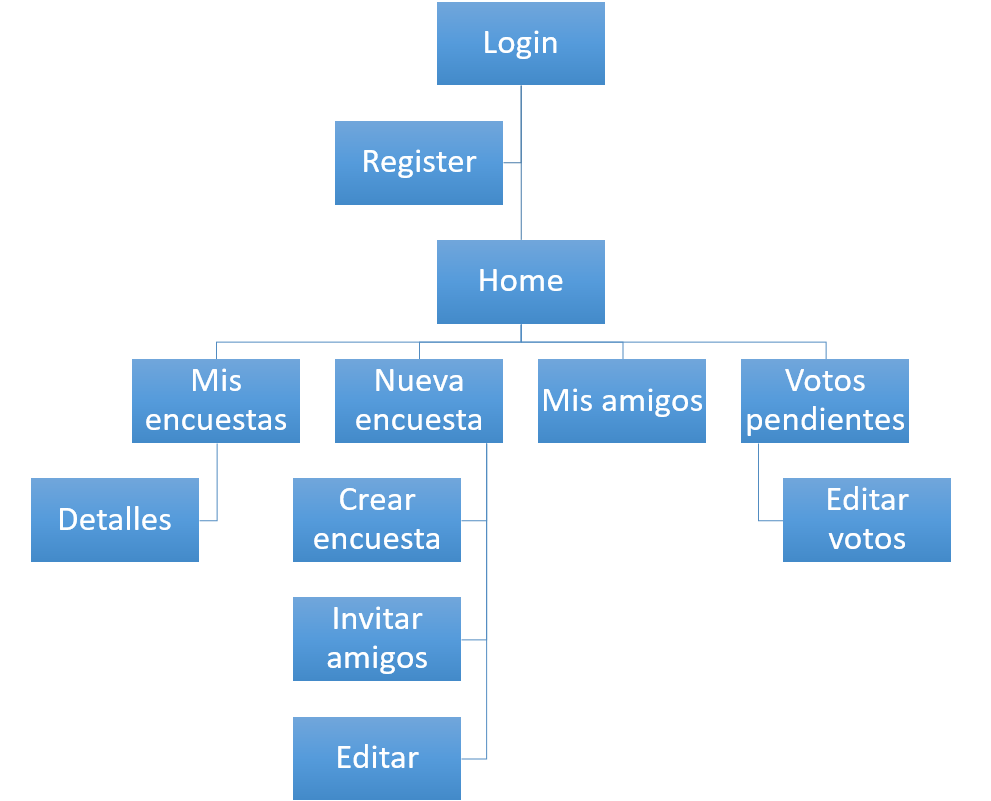 Login
Register
Home
Mis
encuestas
Nueva
encuesta
Mis amigos
Votos
pendientes
Detalles
Crear
encuesta
Editar
votos
Invitar
amigos
Editar